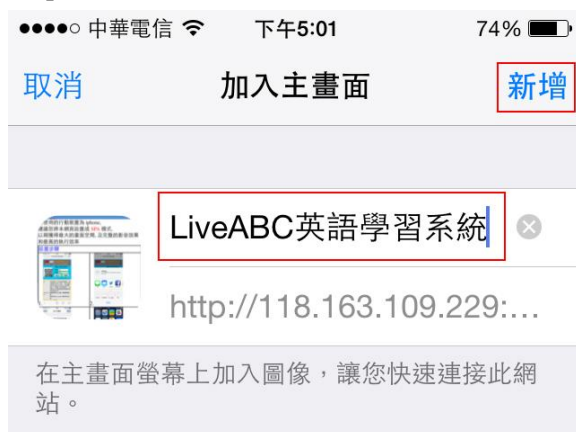 ●●●●○ 中華電信 下午5:01 74%
取消 加入主畫面 新增
LiveABC英語學習系統
http://118.163.109.229:...
在主畫面螢幕上加入圖像，讓您快速連接此網
站。